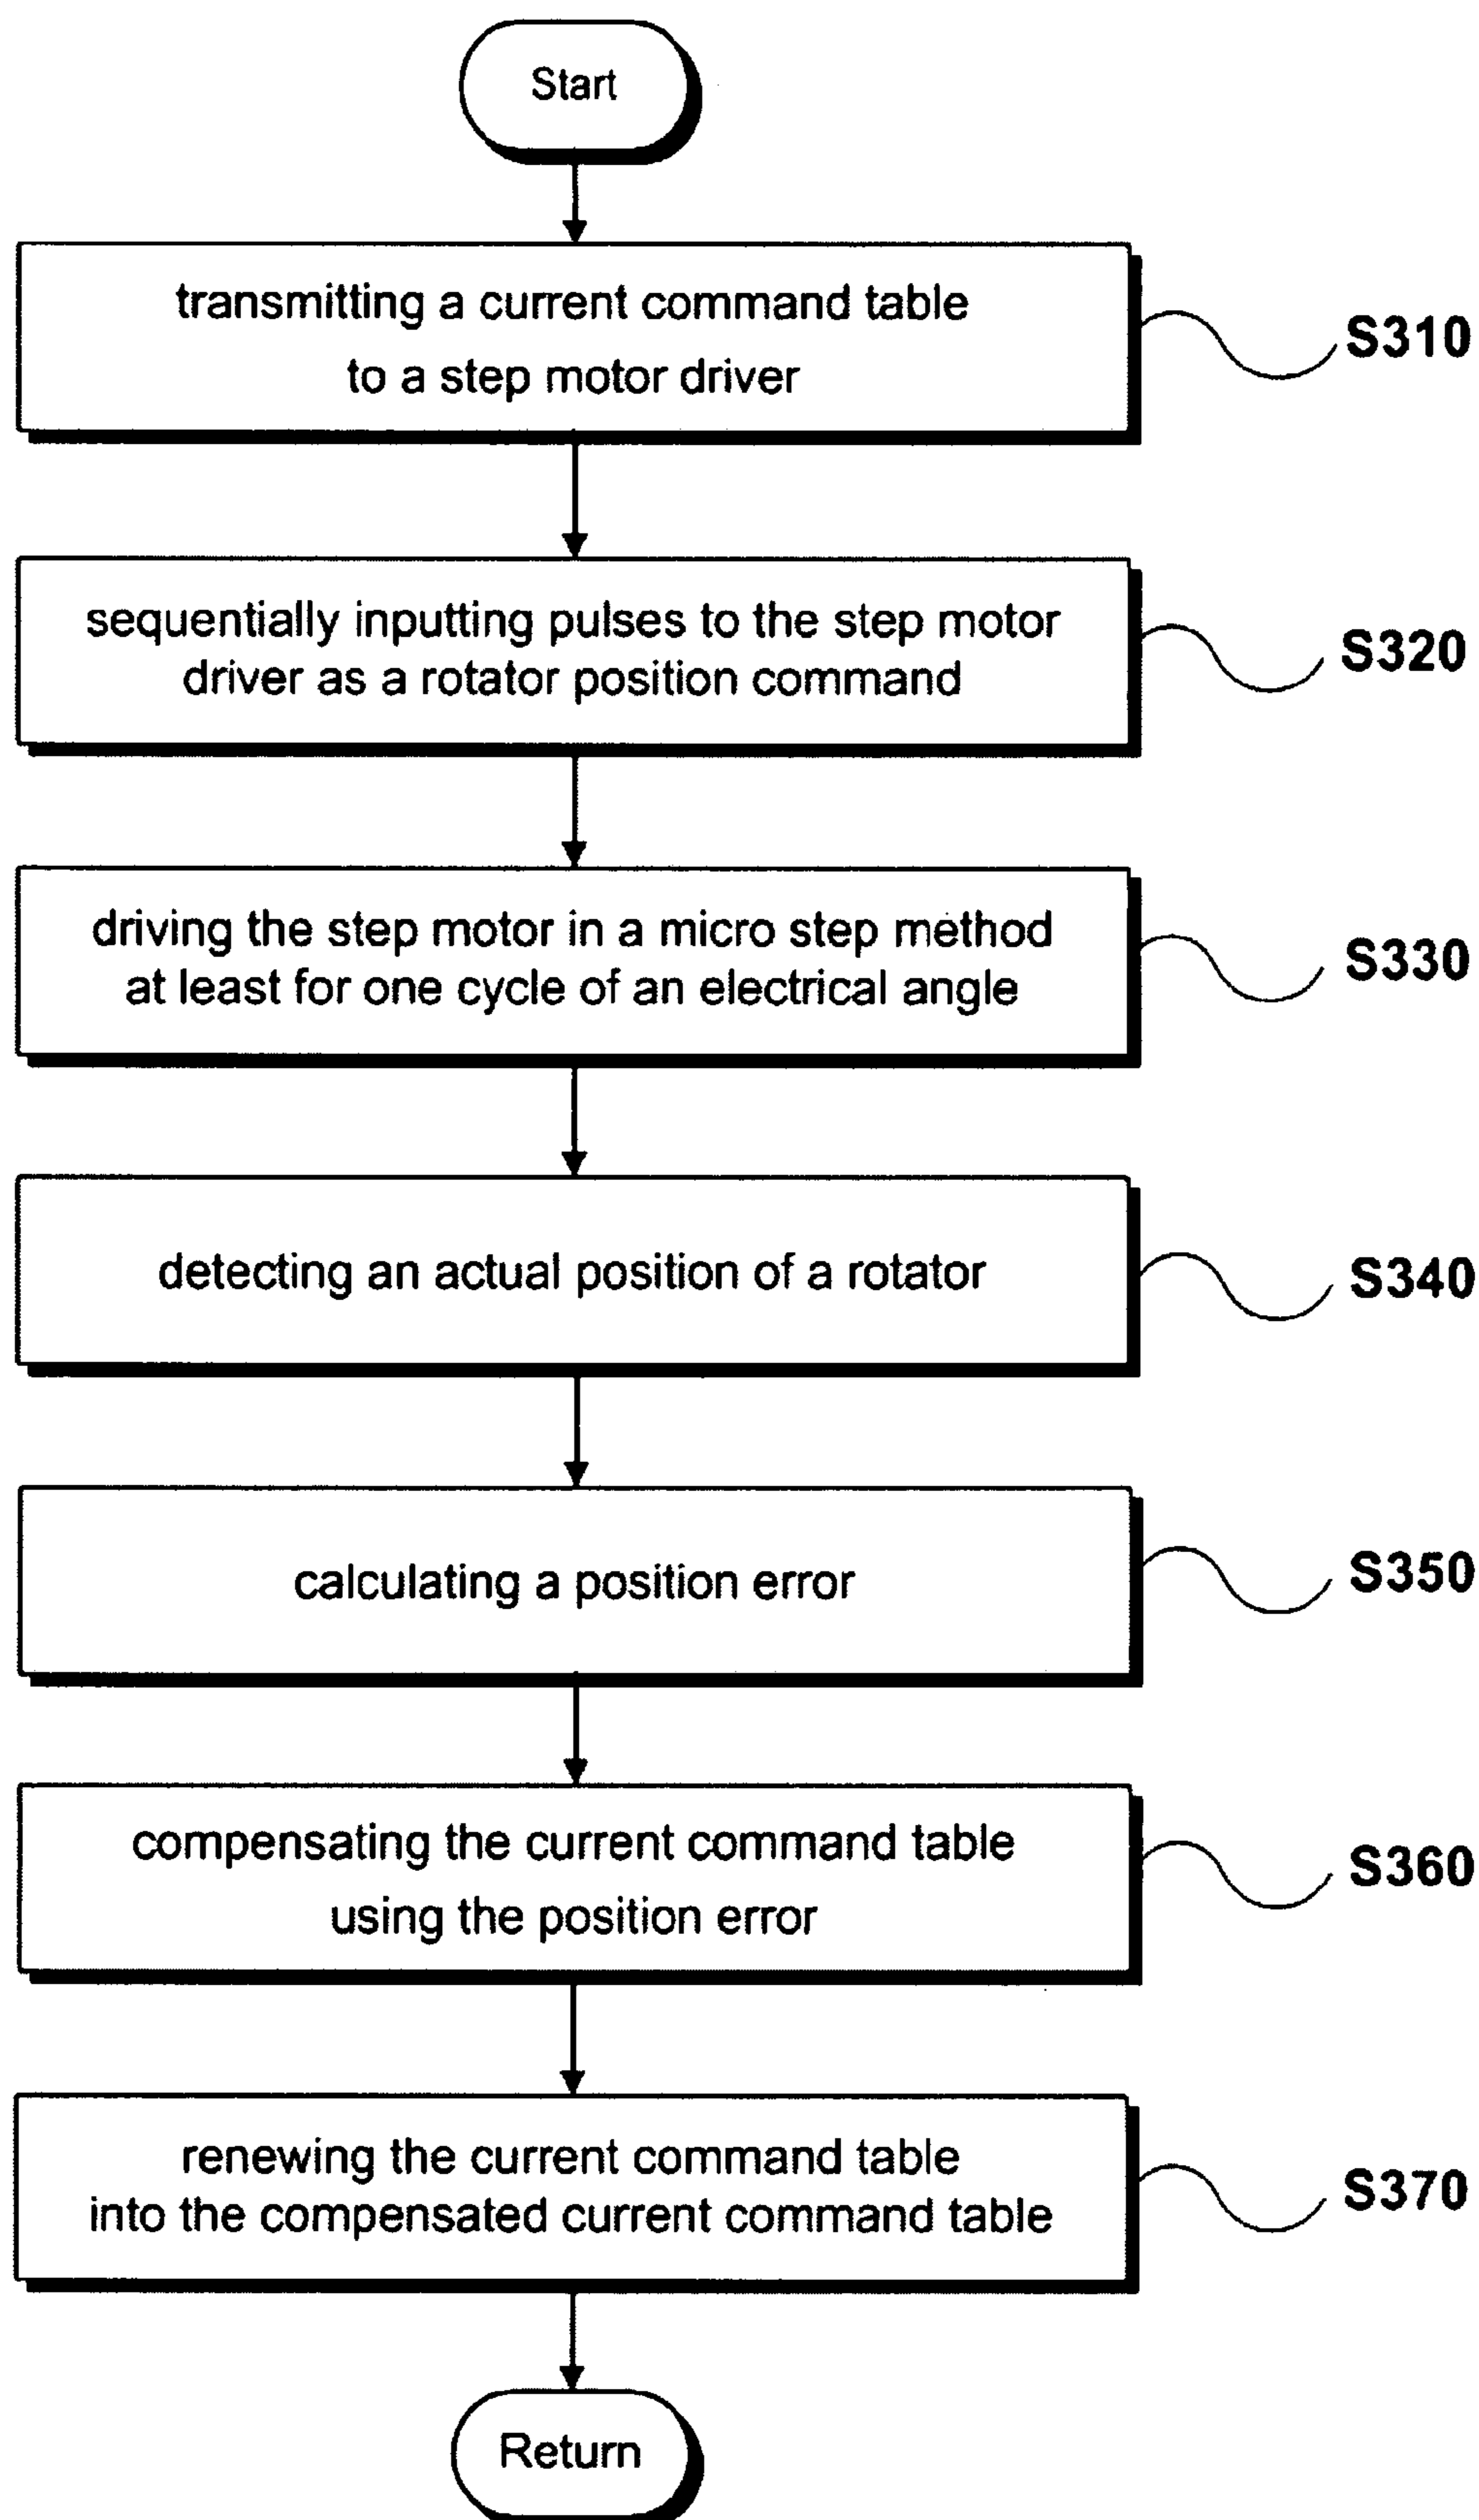 Start
transmitting a current command table
to a step motor driver
S310
sequentially inputting pulses to the step motor
driver as a rotator position command
S320
driving the step motor in a micro step method
at least for one cycle of an electrical angle
S330
detecting an actual position of a rotator
S340
calculating a position error
S350
compensating the current command table
using the position error
S360
renewing the current command table
into the compensated current command table
S370
Return